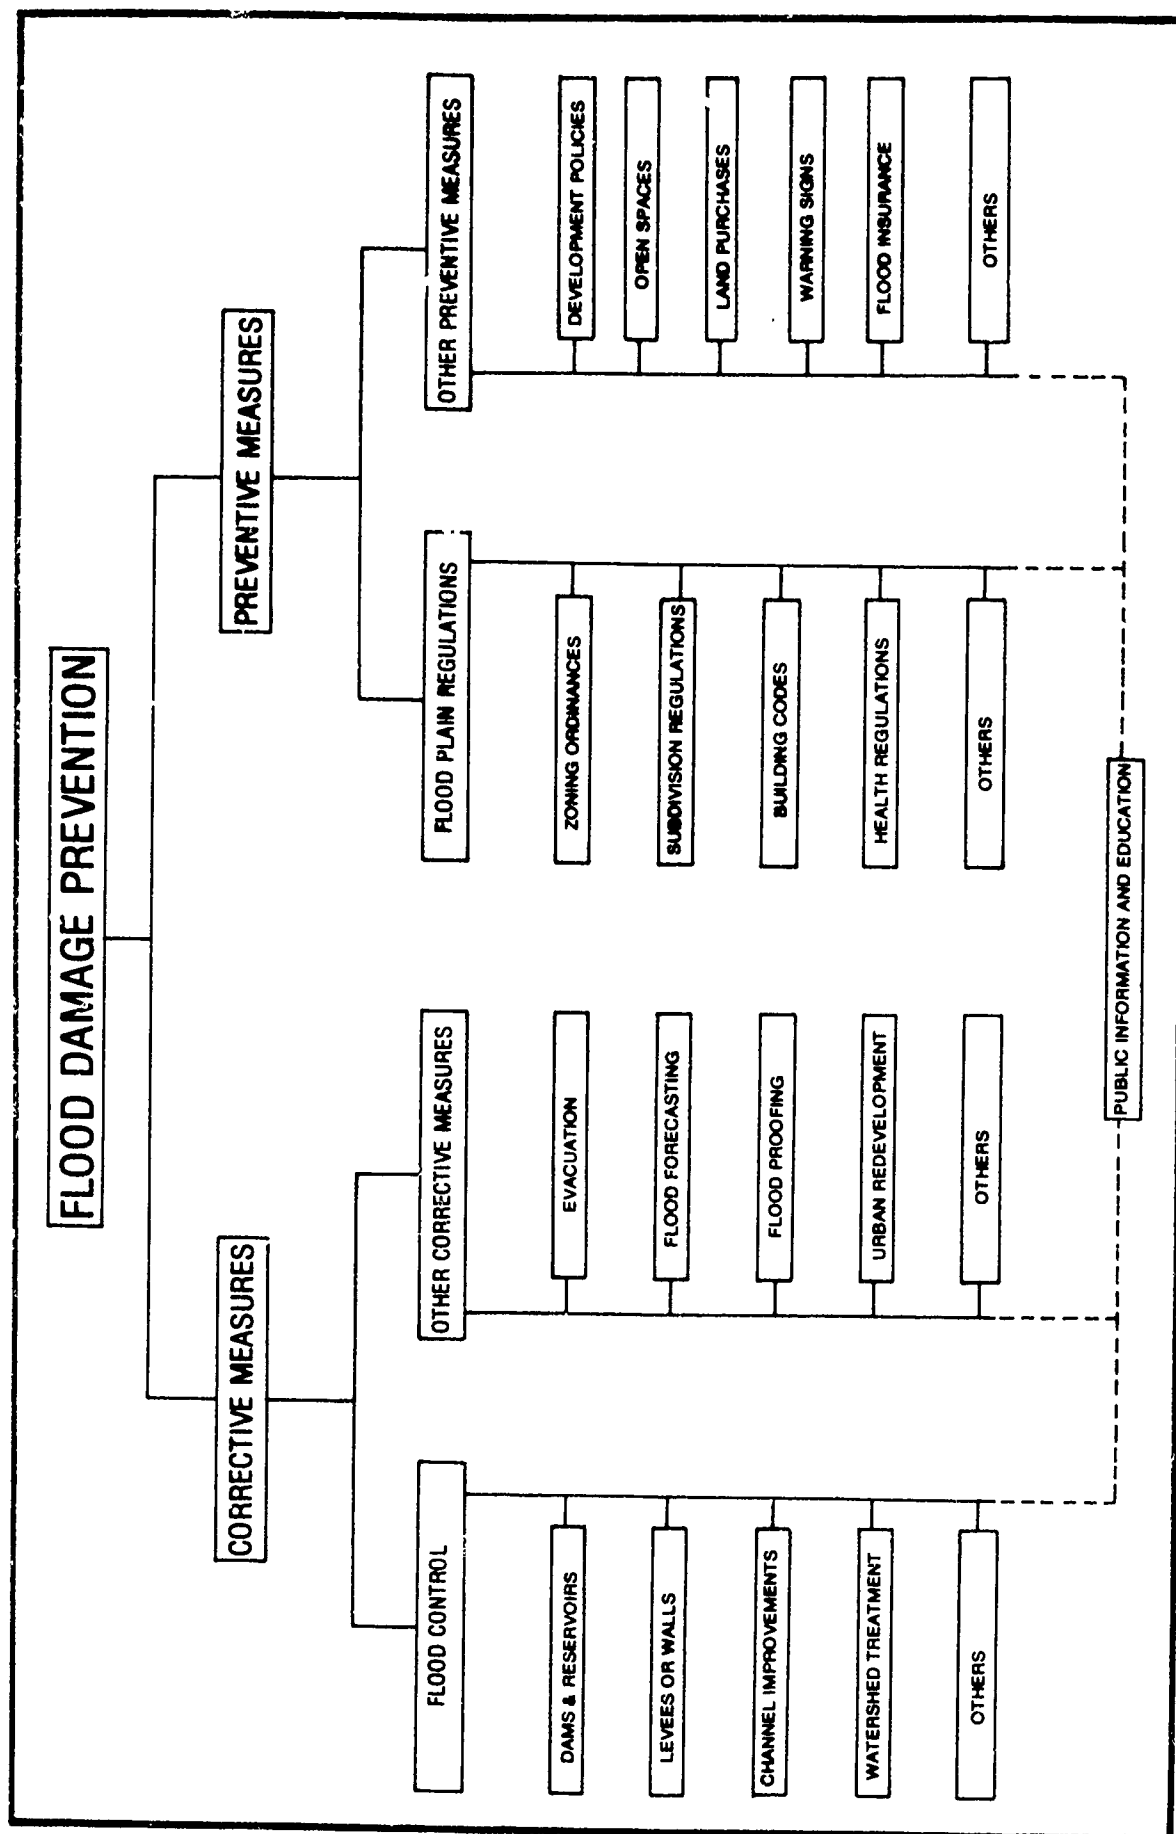 FLOOD DAMAGE PREVENTION
CORRECTIVE MEASURES
PREVENTIVE MEASURES
FLOOD CONTROL
OTHER CORRECTIVE MEASURES
FLOOD PLAIN REGULATIONS
OTHER PREVENTIVE MEASURES
DAMS & RESERVOIRS
LEVEES OR WALLS
CHANNEL IMPROVEMENTS
WATERSHED TREATMENT
OTHERS
EVACUATION
FLOOD FORECASTING
FLOOD PROOFING
URBAN REDEVELOPMENT
OTHERS
ZONING ORDINANCES
SUBDIVISION REGULATIONS
BUILDING CODES
HEALTH REGULATIONS
OTHERS
DEVELOPMENT POLICIES
OPEN SPACES
LAND PURCHASES
WARNING SIGNS
FLOOD INSURANCE
OTHERS
PUBLIC INFORMATION AND EDUCATION